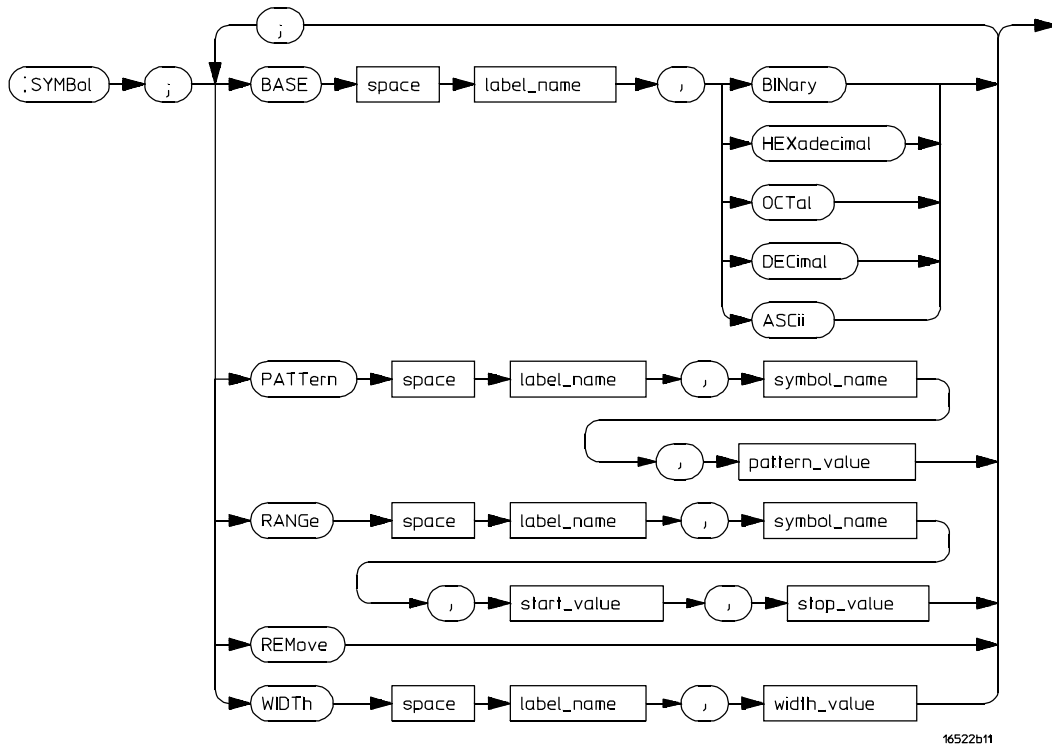 ;
:SYMBol ; BASE space label_name , BINary
HEXadecimal
OCTal
DECimal
ASCii
PATTern space label_name , symbol_name
, pattern_value
RANGe space label_name , symbol_name
, start_value , stop_value
REMove
WIDTh space label_name , width_value
16522b11